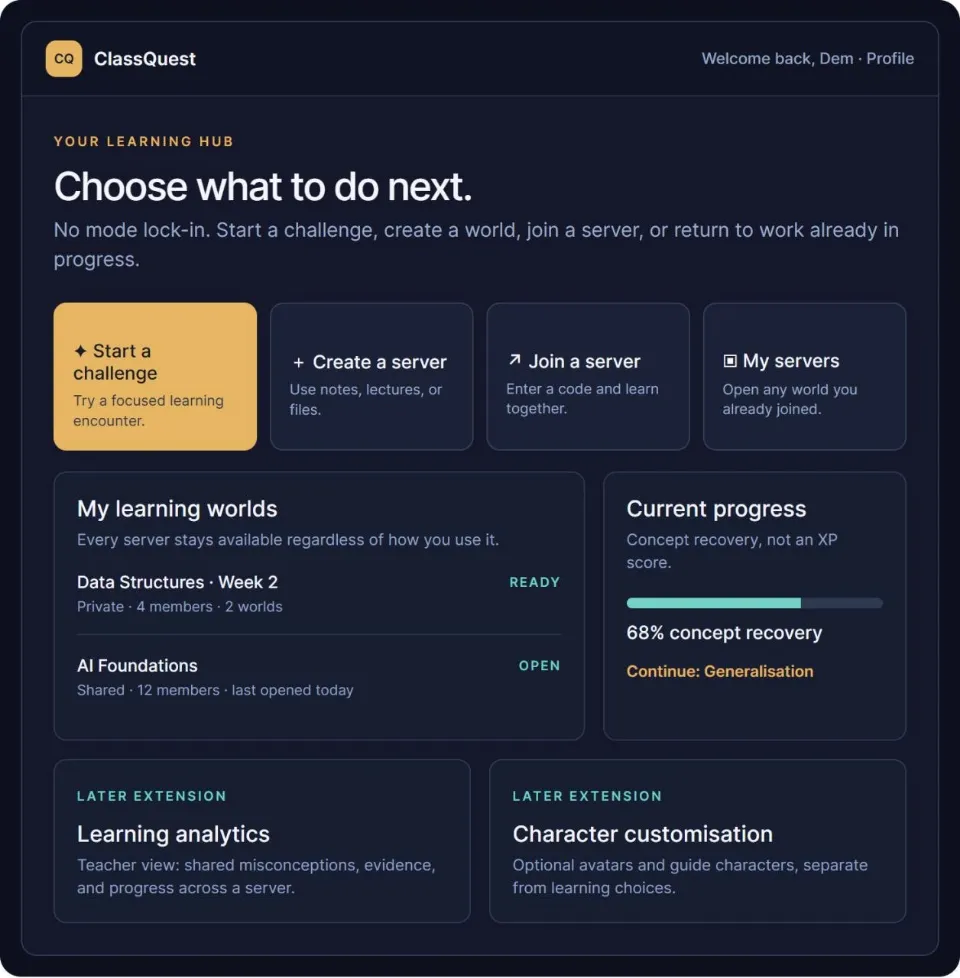 CQ ClassQuest
Welcome back, Dem · Profile
YOUR LEARNING HUB
Choose what to do next.
No mode lock-in. Start a challenge, create a world, join a server, or return to work already in
progress.
✦ Start a
challenge
Try a focused learning
encounter.
+ Create a server
Use notes, lectures, or
files.
↗ Join a server
Enter a code and learn
together.
▣ My servers
Open any world you
already joined.
My learning worlds
Every server stays available regardless of how you use it.
Data Structures · Week 2
READY
Private · 4 members · 2 worlds
AI Foundations
OPEN
Shared · 12 members · last opened today
Current progress
Concept recovery, not an XP
score.
68% concept recovery
Continue: Generalisation
LATER EXTENSION
Learning analytics
Teacher view: shared misconceptions, evidence,
and progress across a server.
LATER EXTENSION
Character customisation
Optional avatars and guide characters, separate
from learning choices.